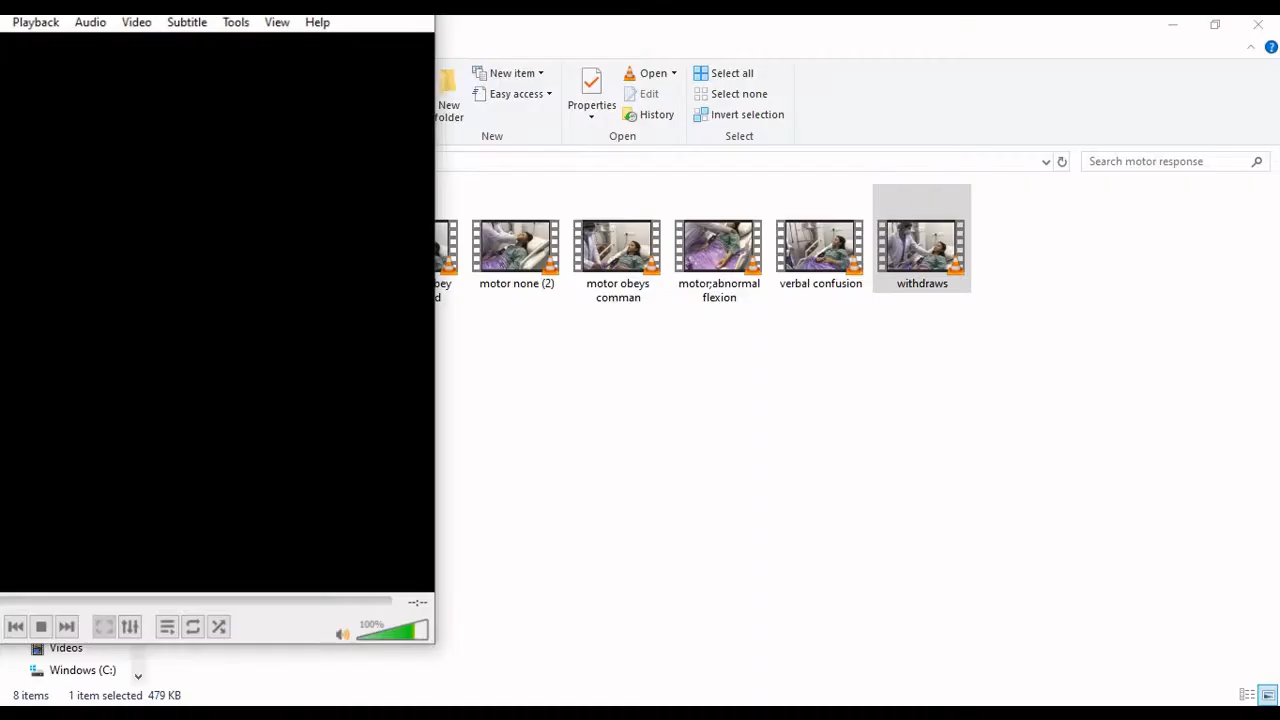 Playback Audio Video Subtitle Tools View Help
New item
Easy access
New
folder
New
Properties
Open
Edit
History
Open
Select all
Select none
Invert selection
Select
Search motor response
bey
d
motor none (2)
motor obeys
comman
motor;abnormal
flexion
verbal confusion
withdraws
--:--
100%
Videos
Windows (C:)
8 items 1 item selected 479 KB